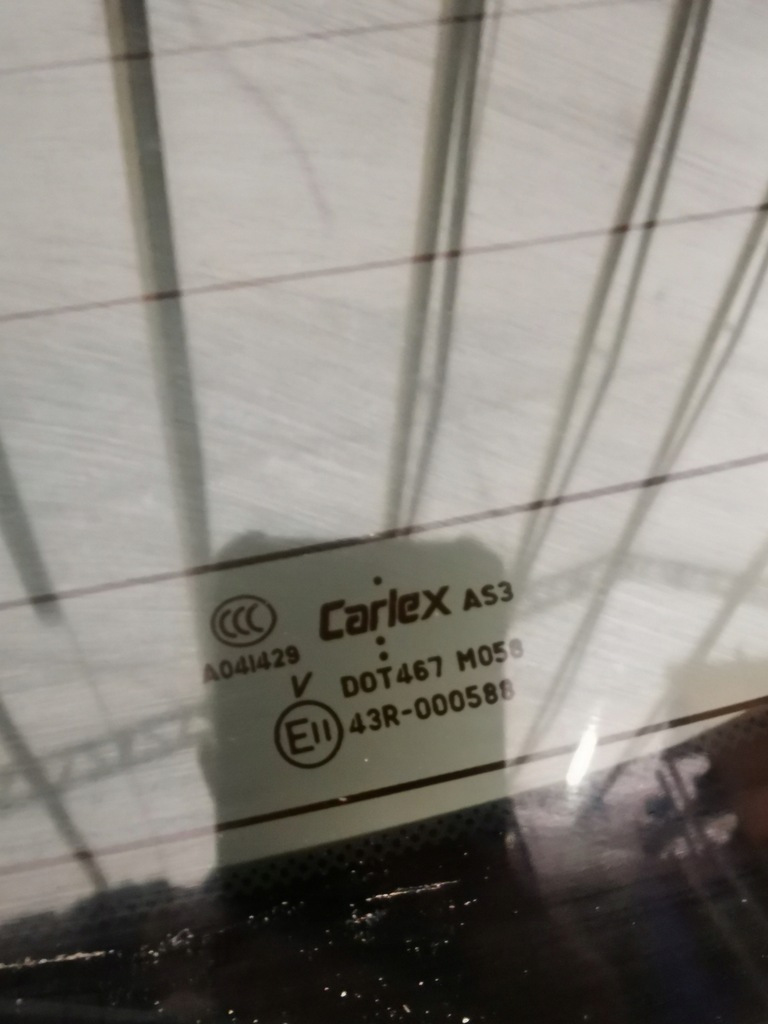 CCC
Carlex AS3
A041429
V
DOT467 M058
E11 43R-000588